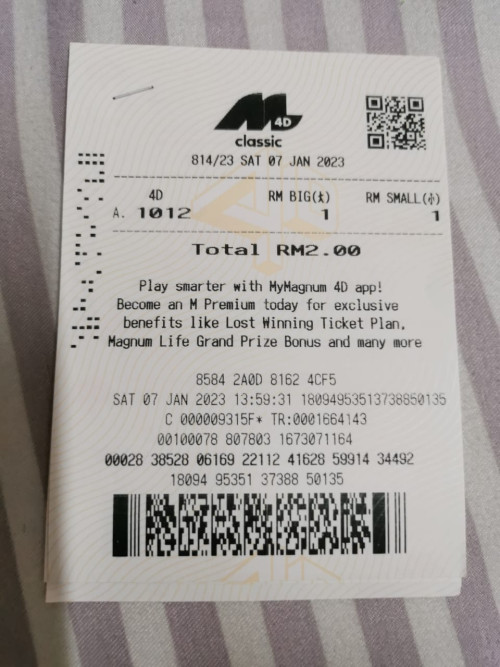 M 4D
classic
814/23 SAT 07 JAN 2023
4D RM BIG(大) RM SMALL(小)
A. 1012 1 1
Total RM2.00
Play smarter with MyMagnum 4D app!
Become an M Premium today for exclusive
benefits like Lost Winning Ticket Plan,
Magnum Life Grand Prize Bonus and many more
8584 2A0D 8162 4CF5
SAT 07 JAN 2023 13:59:31 18094953513738850135
C 000009315F* TR:0001664143
00100078 807803 1673071164
00028 38528 06169 22112 41628 59914 34492
18094 95351 37388 50135